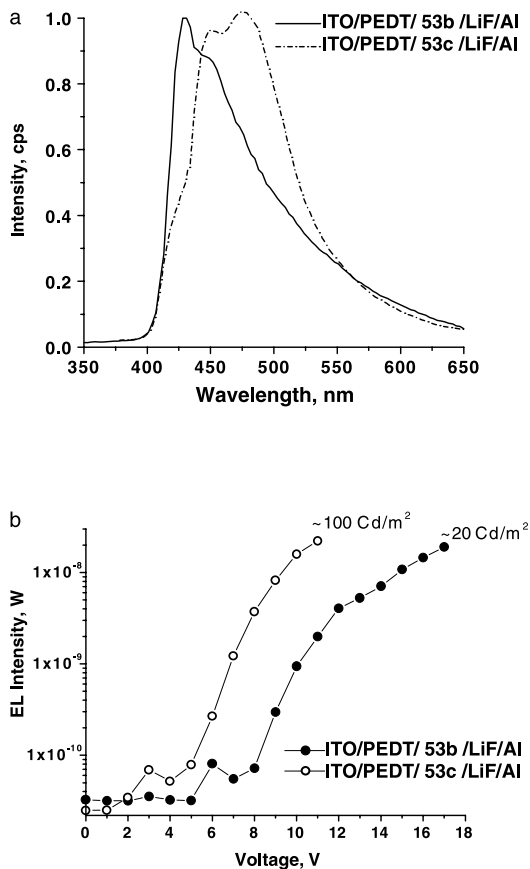 a
ITO/PEDT/ 53b /LiF/Al
ITO/PEDT/ 53c /LiF/Al
Intensity, cps
1.0
0.8
0.6
0.4
0.2
0.0
350 400 450 500 550 600 650
Wavelength, nm
b
~100 Cd/m²
~20 Cd/m²
EL Intensity, W
1x10⁻⁸
1x10⁻⁹
1x10⁻¹⁰
ITO/PEDT/ 53b /LiF/Al
ITO/PEDT/ 53c /LiF/Al
0 2 4 6 8 10 12 14 16 18
Voltage, V